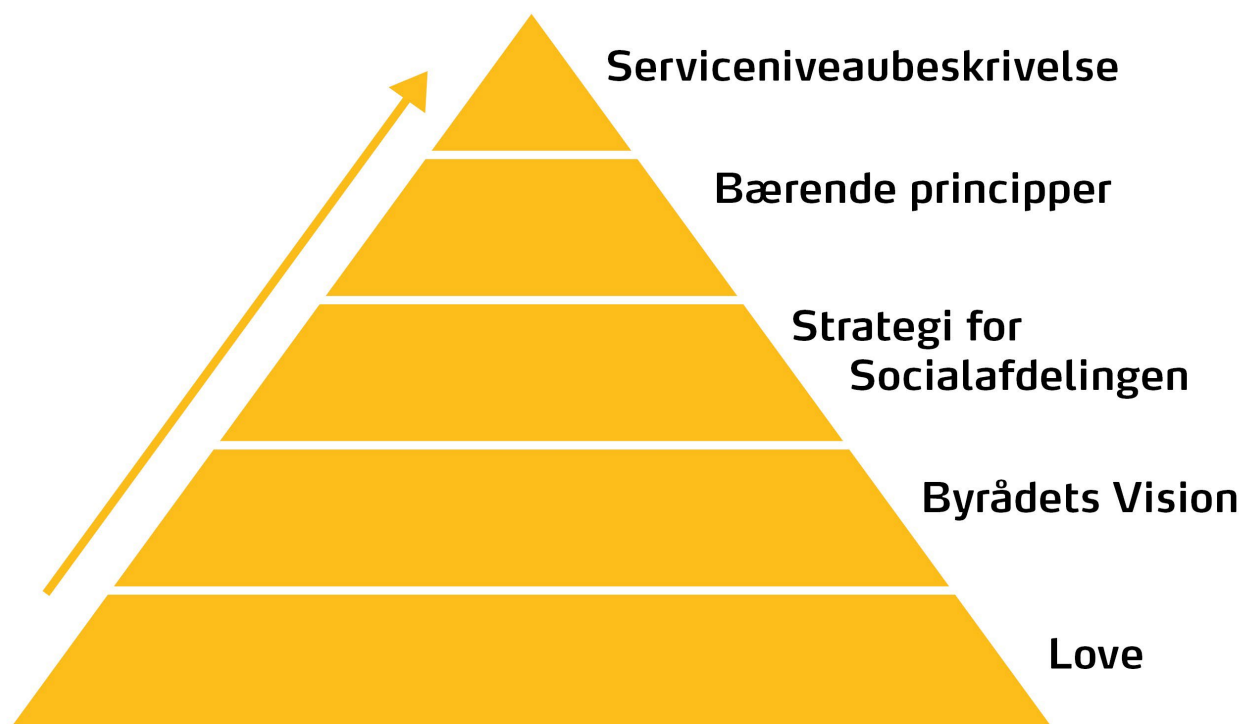 Serviceniveaubeskrivelse
Bærende principper
Strategi for
Socialafdelingen
Byrådets Vision
Love